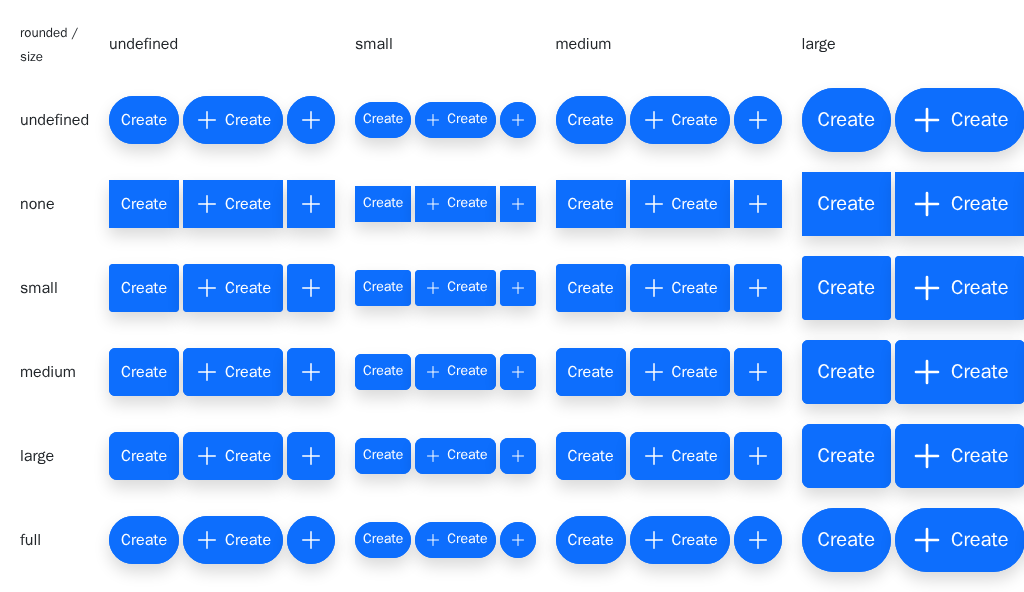 rounded /
size
undefined small medium large
undefined Create Create Create Create Create Create Create Create
none Create Create Create Create Create Create Create Create
small Create Create Create Create Create Create Create Create
medium Create Create Create Create Create Create Create Create
large Create Create Create Create Create Create Create Create
full Create Create Create Create Create Create Create Create